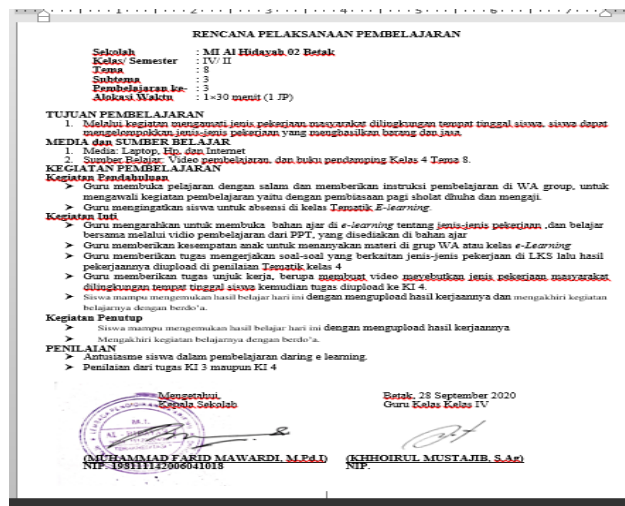 RENCANA PELAKSANAAN PEMBELAJARAN
Sekolah : MI Al Hidayah 02 Betak
Kelas/ Semester : IV/ II
Tema : 8
Subtema : 3
Pembelajaran ke- : 3
Alokasi Waktu : 1×30 menit (1 JP)
TUJUAN PEMBELAJARAN
1. Melalui kegiatan mengamati jenis pekerjaan masyarakat dilingkungan tempat tinggal siswa, siswa dapat
mengelompokkan jenis-jenis pekerjaan yang menghasilkan barang dan jasa.
MEDIA dan SUMBER BELAJAR
1. Media: Laptop, Hp, dan Internet
2. Sumber Belajar: Video pembelajaran, dan buku pendamping Kelas 4 Tema 8.
KEGIATAN PEMBELAJARAN
Kegiatan Pendahuluan
➤ Guru membuka pelajaran dengan salam dan memberikan instruksi pembelajaran di WA group, untuk
mengawali kegiatan pembelajaran yaitu dengan pembiasaan pagi sholat dhuha dan mengaji.
➤ Guru mengingatkan siswa untuk absensi di kelas Tematik E-learning.
Kegiatan Inti
➤ Guru mengarahkan untuk membuka bahan ajar di e-learning tentang jenis-jenis pekerjaan ,dan belajar
bersama melalui vidio pembelajaran dari PPT, yang disediakan di bahan ajar
➤ Guru memberikan kesempatan anak untuk menanyakan materi di grup WA atau kelas e-Learning
➤ Guru memberikan tugas mengerjakan soal-soal yang berkaitan jenis-jenis pekerjaan di LKS lalu hasil
pekerjaannya diupload di penilaian Tematik kelas 4
➤ Guru memberikan tugas unjuk kerja, berupa membuat video meyebutkan jenis pekerjaan masyarakat
dilingkungan tempat tinggal siswa kemudian tugas diupload ke KI 4.
➤ Siswa mampu mengemukan hasil belajar hari ini dengan mengupload hasil kerjaannya dan mengakhiri kegiatan
belajarnya dengan berdo'a.
Kegiatan Penutup
➤ Siswa mampu mengemukan hasil belajar hari ini dengan mengupload hasil kerjaannya
➤ Mengakhiri kegiatan belajarnya dengan berdo'a.
PENILAIAN
➤ Antusiasme siswa dalam pembelajaran daring e learning.
➤ Penilaian dari tugas KI 3 maupun KI 4
Mengetahui, Betak, 28 September 2020
Kepala Sekolah Guru Kelas Kelas IV
M.I.
(MUHAMMAD FARID MAWARDI, M.Pd.I) (KHHOIRUL MUSTAJIB, S.Ag)
NIP. 198111142006041018 NIP.